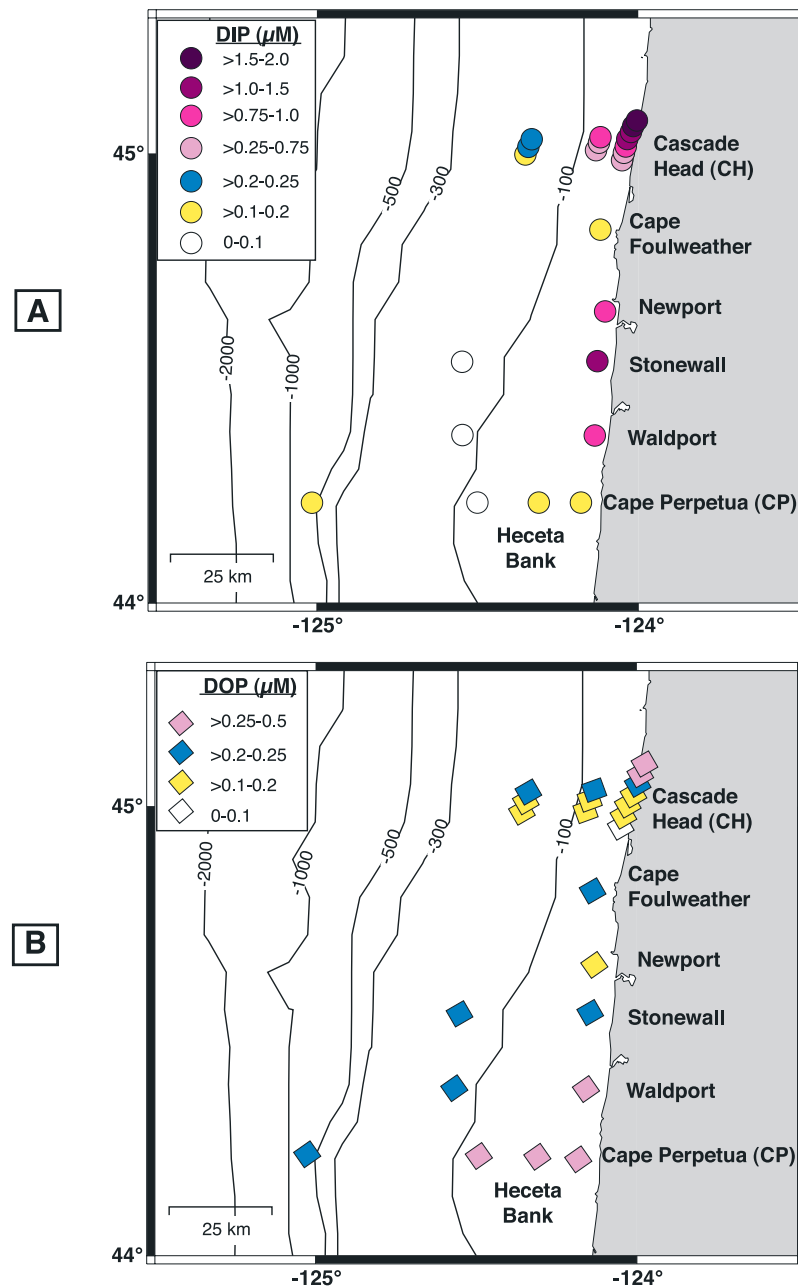 DIP (µM)
>1.5-2.0
>1.0-1.5
>0.75-1.0
>0.25-0.75
>0.2-0.25
>0.1-0.2
0-0.1
45°
44°
-125°
-124°
-2000
-1000
-500
-300
-100
Cascade
Head (CH)
Cape
Foulweather
Newport
Stonewall
Waldport
Cape Perpetua (CP)
Heceta
Bank
25 km
A
DOP (µM)
>0.25-0.5
>0.2-0.25
>0.1-0.2
0-0.1
45°
44°
-125°
-124°
-2000
-1000
-500
-300
-100
Cascade
Head (CH)
Cape
Foulweather
Newport
Stonewall
Waldport
Cape Perpetua (CP)
Heceta
Bank
25 km
B